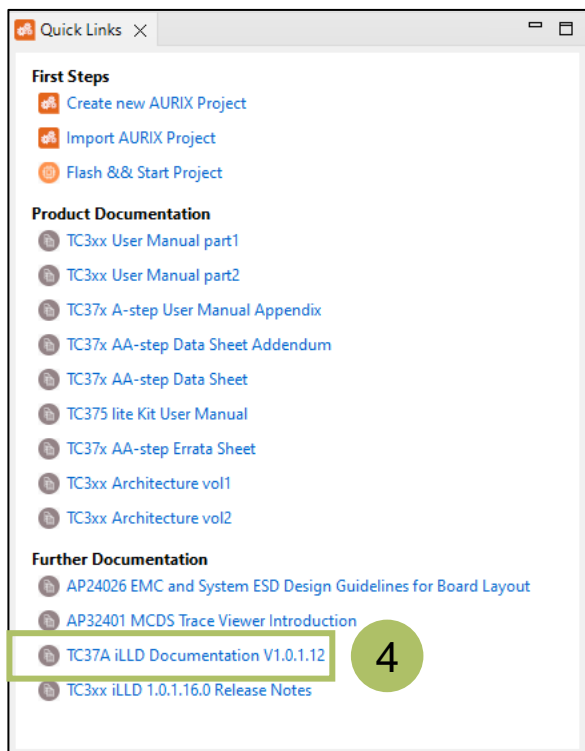 Quick Links
First Steps
Create new AURIX Project
Import AURIX Project
Flash && Start Project
Product Documentation
TC3xx User Manual part1
TC3xx User Manual part2
TC37x A-step User Manual Appendix
TC37x AA-step Data Sheet Addendum
TC37x AA-step Data Sheet
TC375 lite Kit User Manual
TC37x AA-step Errata Sheet
TC3xx Architecture vol1
TC3xx Architecture vol2
Further Documentation
AP24026 EMC and System ESD Design Guidelines for Board Layout
AP32401 MCDS Trace Viewer Introduction
TC37A iLLD Documentation V1.0.1.12
4
TC3xx iLLD 1.0.1.16.0 Release Notes